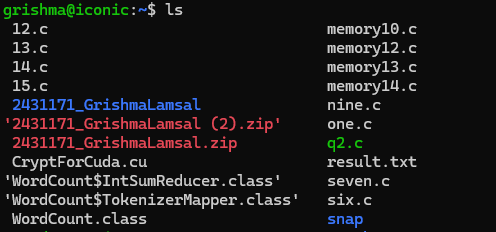 grishma@iconic:~$ ls
12.c memory10.c
13.c memory12.c
14.c memory13.c
15.c memory14.c
2431171_GrishmaLamsal nine.c
'2431171_GrishmaLamsal (2).zip' one.c
2431171_GrishmaLamsal.zip q2.c
CryptForCuda.cu result.txt
'WordCount$IntSumReducer.class' seven.c
'WordCount$TokenizerMapper.class' six.c
WordCount.class snap